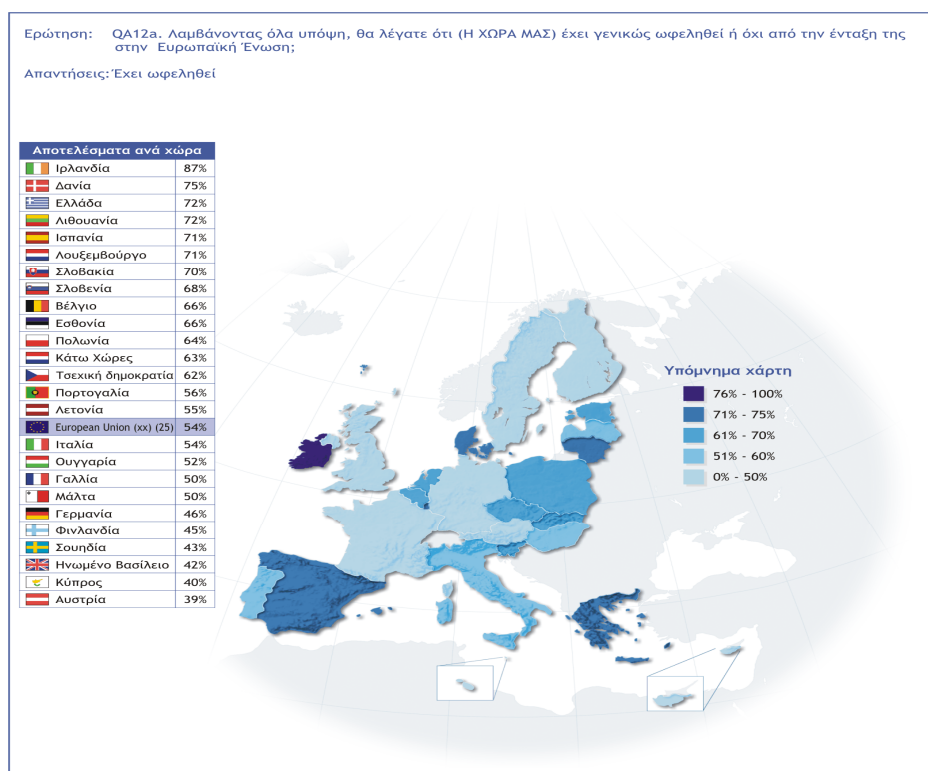 Ερώτηση: QA12a. Λαμβάνοντας όλα υπόψη, θα λέγατε ότι (Η ΧΩΡΑ ΜΑΣ) έχει γενικώς ωφεληθεί ή όχι από την ένταξη της
στην Ευρωπαϊκή Ένωση;
Απαντήσεις: Έχει ωφεληθεί
Αποτελέσματα ανά χώρα
Ιρλανδία 87%
Δανία 75%
Ελλάδα 72%
Λιθουανία 72%
Ισπανία 71%
Λουξεμβούργο 71%
Σλοβακία 70%
Σλοβενία 68%
Βέλγιο 66%
Εσθονία 66%
Πολωνία 64%
Κάτω Χώρες 63%
Τσεχική δημοκρατία 62%
Πορτογαλία 56%
Λετονία 55%
European Union (xx) (25) 54%
Ιταλία 54%
Ουγγαρία 52%
Γαλλία 50%
Μάλτα 50%
Γερμανία 46%
Φινλανδία 45%
Σουηδία 43%
Ηνωμένο Βασίλειο 42%
Κύπρος 40%
Αυστρία 39%
Υπόμνημα χάρτη
76% - 100%
71% - 75%
61% - 70%
51% - 60%
0% - 50%